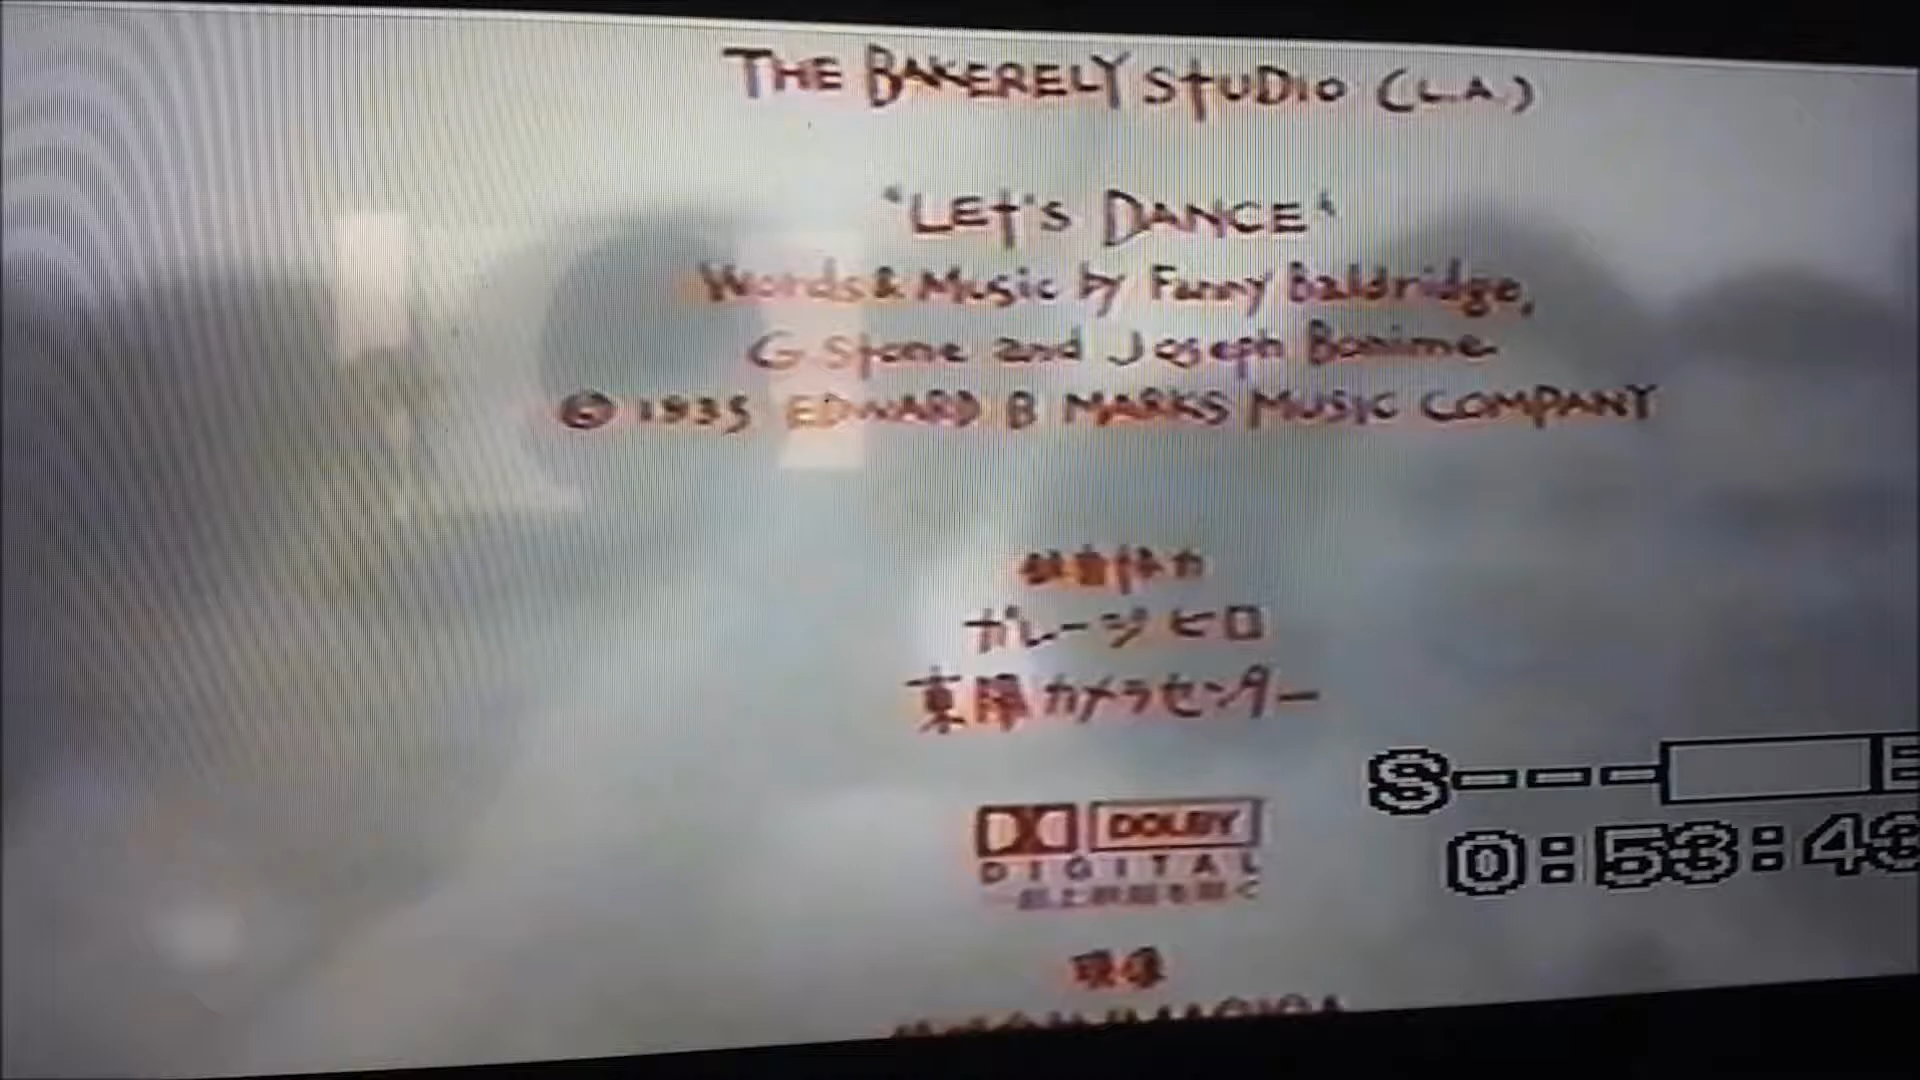 THE BAKERELY STUDIO (L.A.)
"LET'S DANCE"
Words & Music by Fanny Baldridge,
G. Stone and Joseph Bonime
© 1935 EDWARD B MARKS MUSIC COMPANY
録音協力
ガレージ ヒロ
東陽カメラセンター
DOLBY
DIGITAL
S---
E
0:53:43
現像